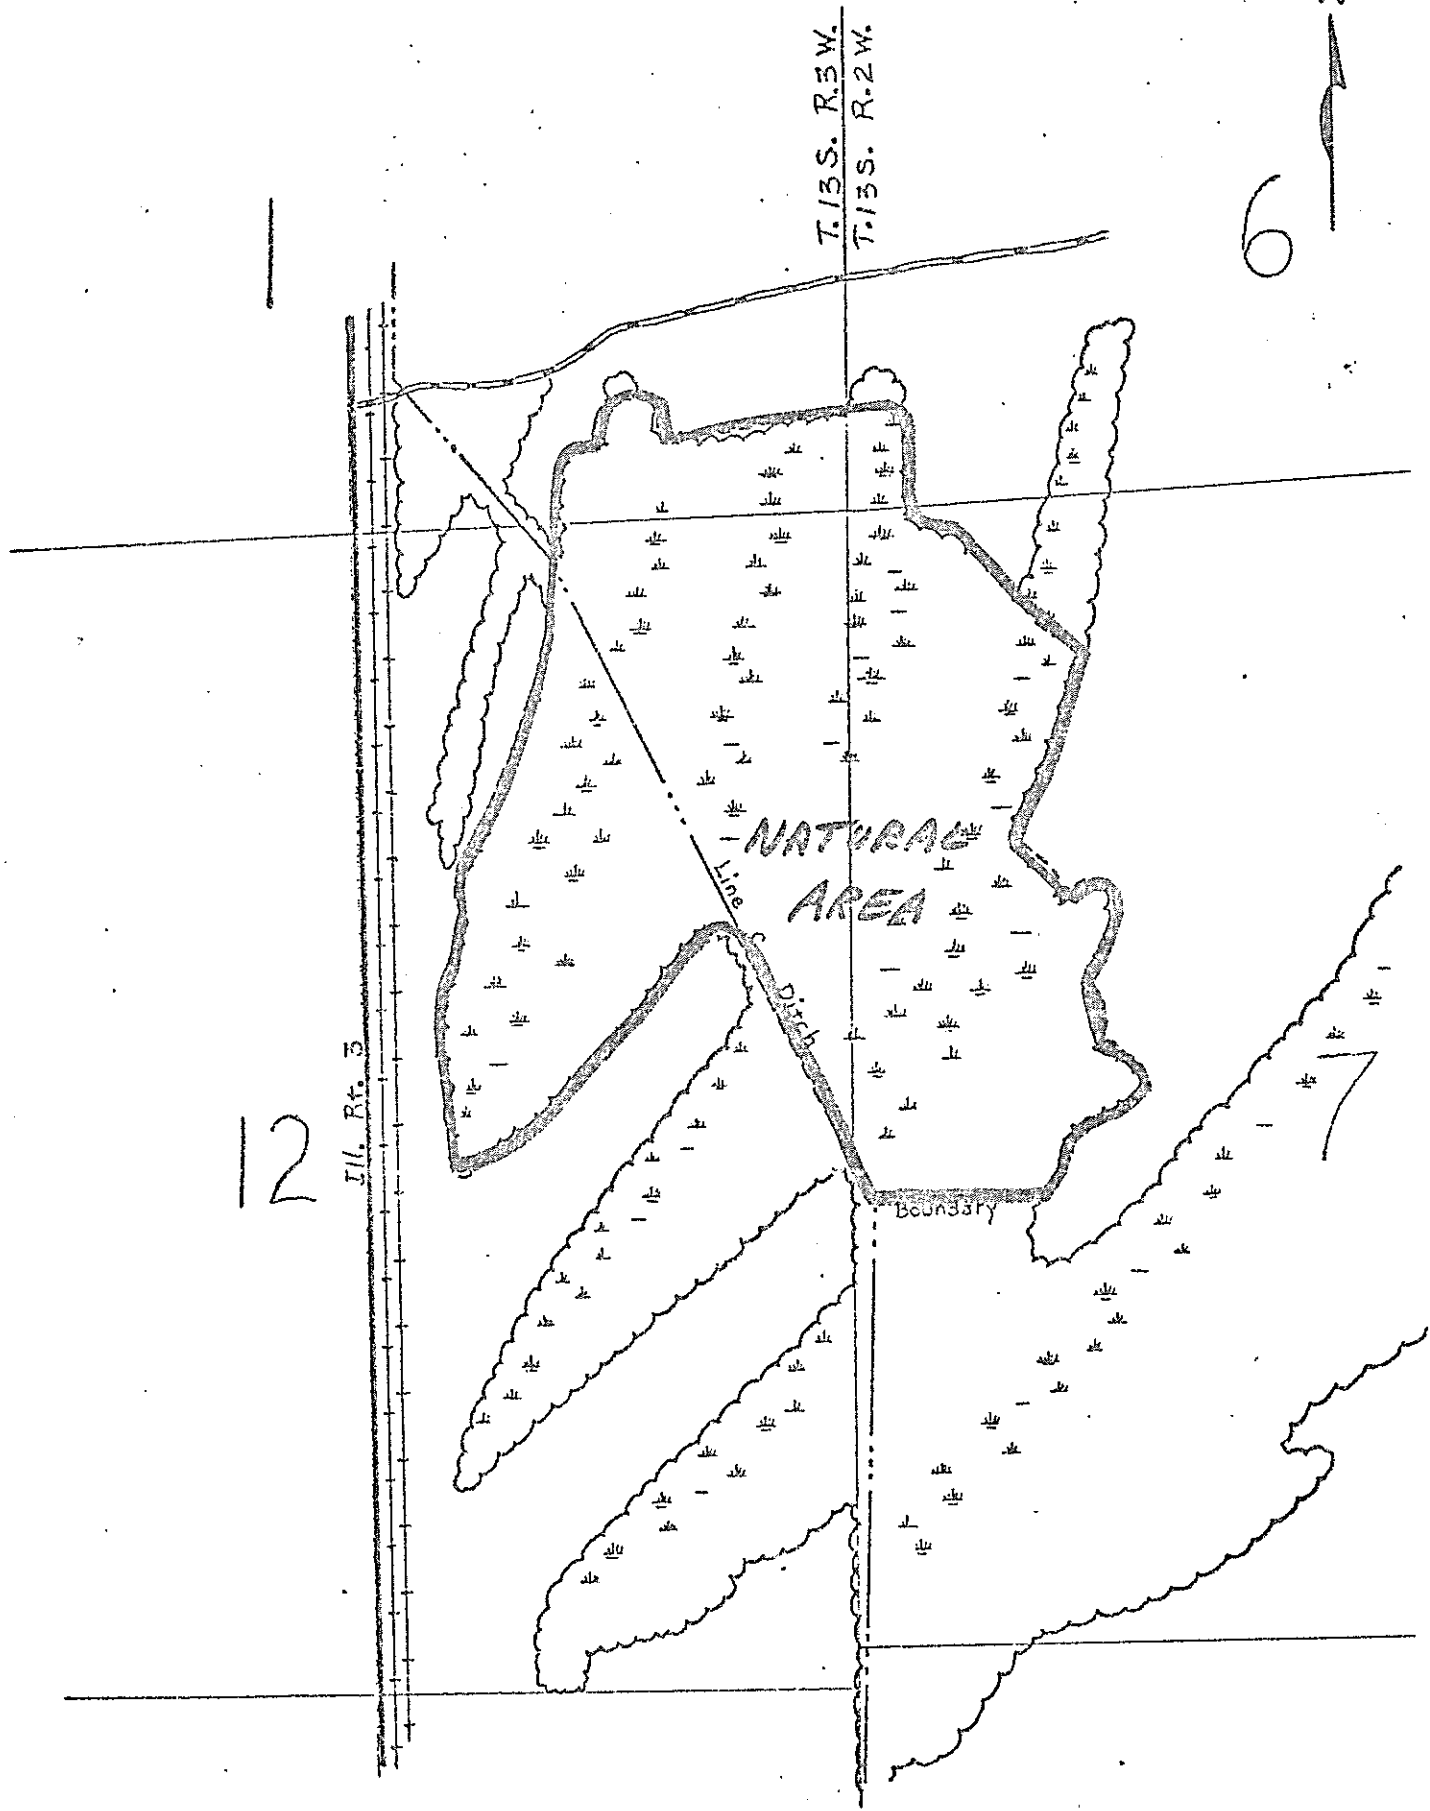 T.13S. R.3W.
T.13S. R.2W.
1
6
NATURAL
AREA
Line
Ditch
Ill. Rt. 3
12
7
Boundary